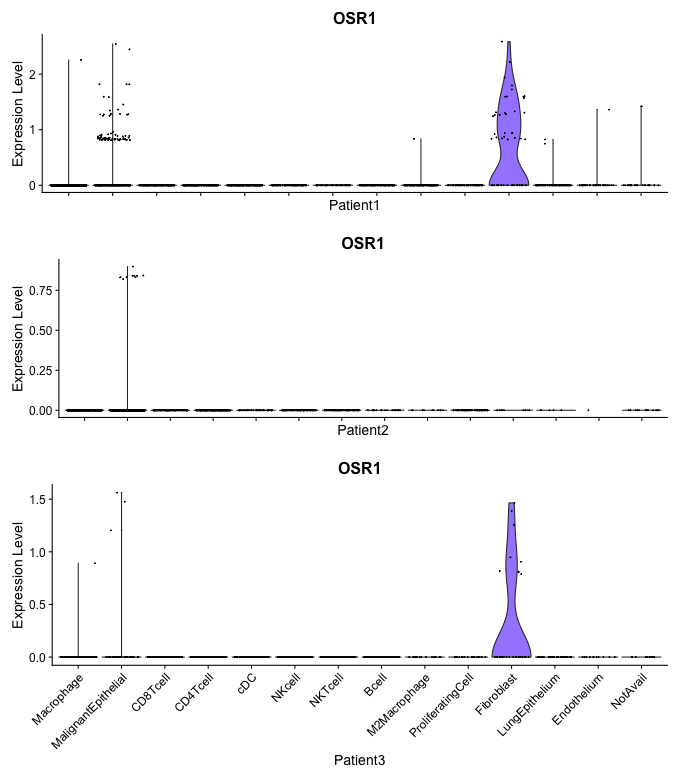 OSR1
Expression Level
2
1
0
Patient1
OSR1
Expression Level
0.75
0.50
0.25
0.00
Patient2
OSR1
Expression Level
1.5
1.0
0.5
0.0
Macrophage
MalignantEpithelial
CD8Tcell
CD4Tcell
cDC
NKcell
NKTcell
Bcell
M2Macrophage
ProliferatingCell
Fibroblast
LungEpithelium
Endothelium
NotAvail
Patient3